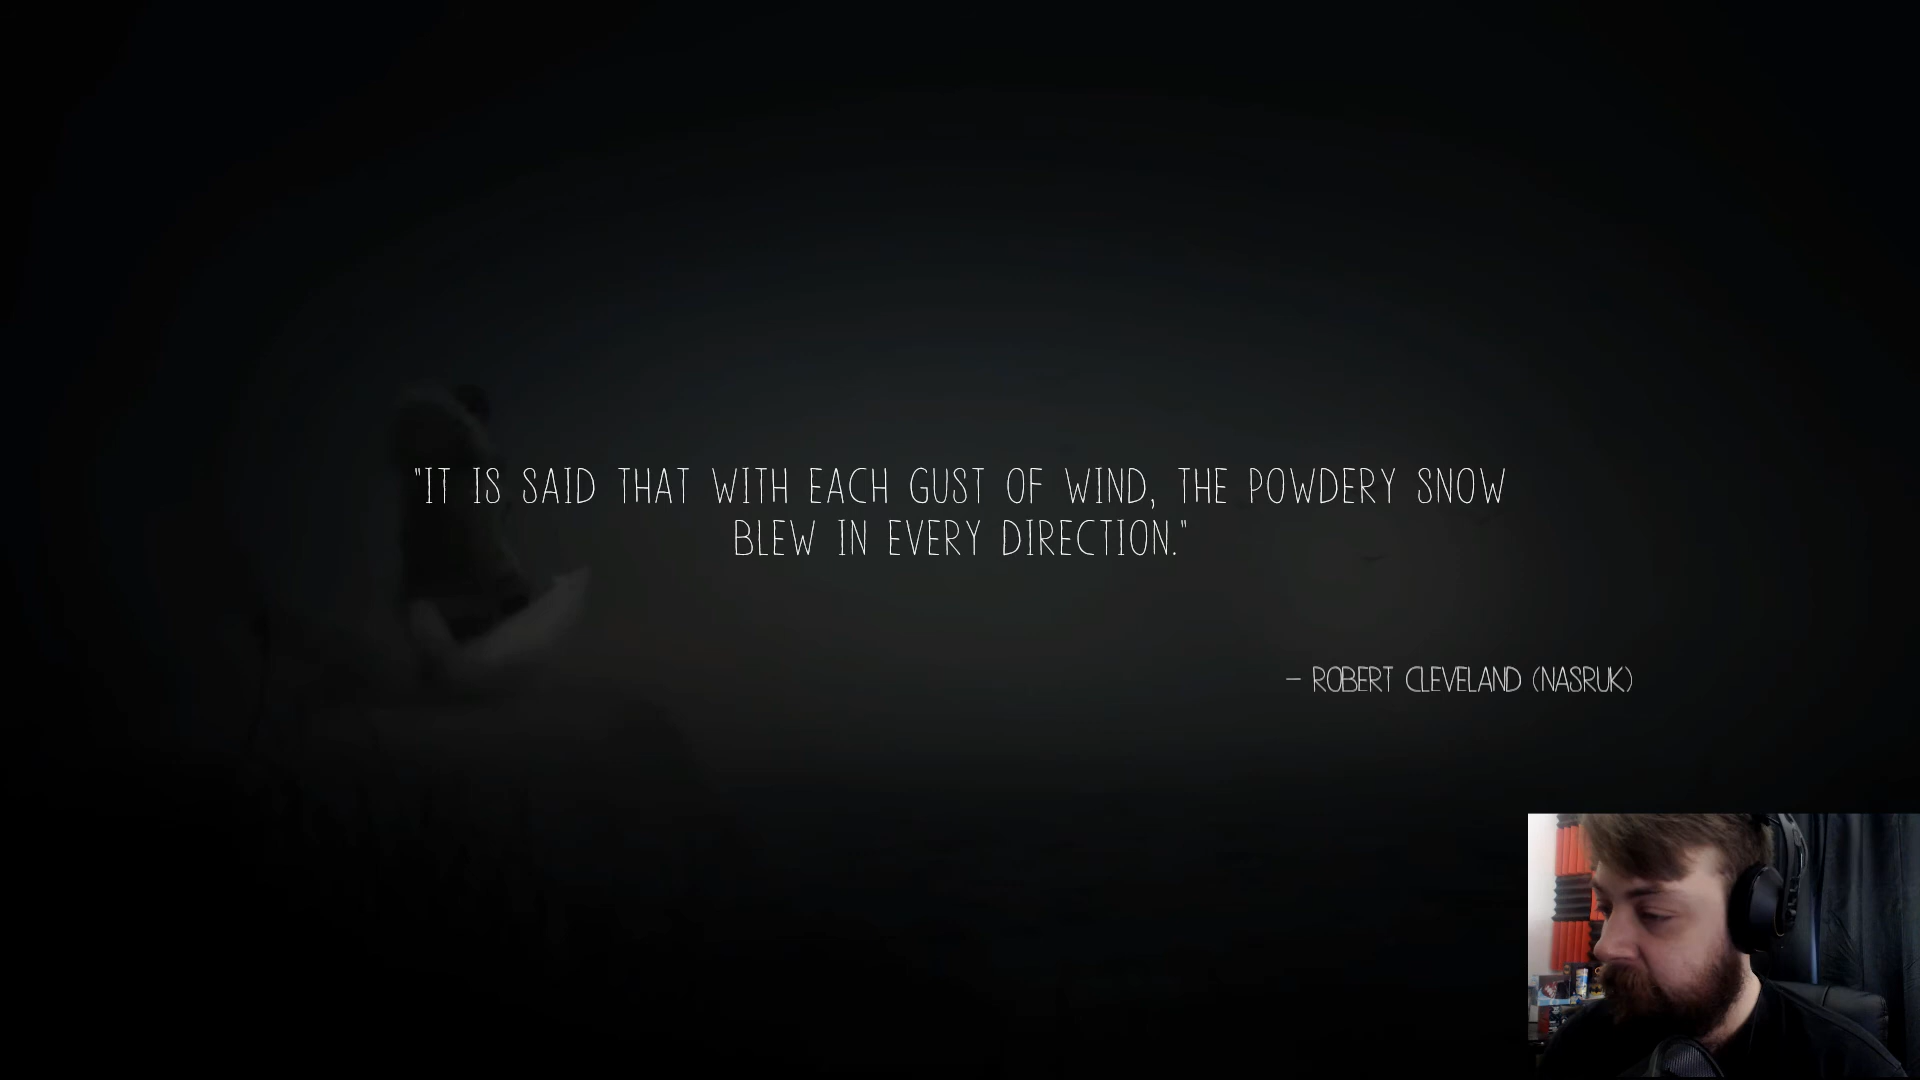 "IT IS SAID THAT WITH EACH GUST OF WIND, THE POWDERY SNOW
BLEW IN EVERY DIRECTION."
– ROBERT CLEVELAND (NASRUK)